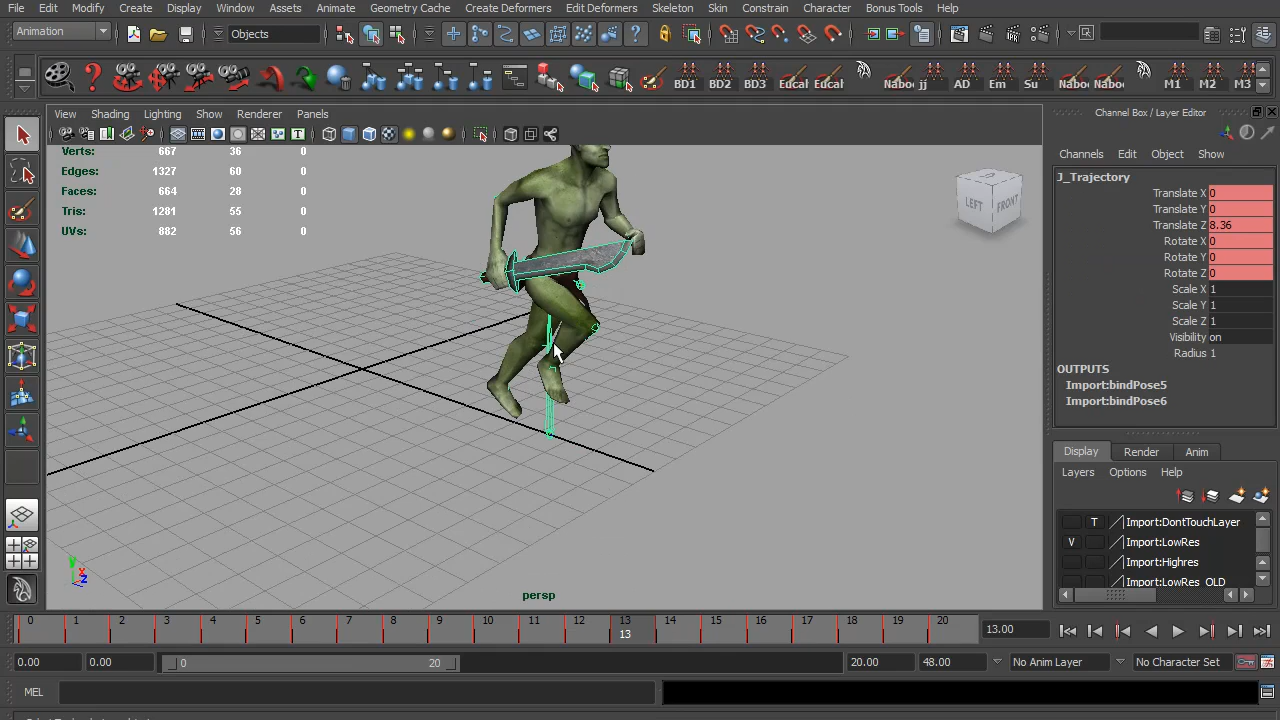 File Edit Modify Create Display Window Assets Animate Geometry Cache Create Deformers Edit Deformers Skeleton Skin Constrain Character Bonus Tools Help
Animation Objects
BD1 BD2 BD3 Eucal Eucal Naboo jj AD Em Su Naboo Naboo M1 M2 M3
View Shading Lighting Show Renderer Panels
Channel Box / Layer Editor
Channels Edit Object Show
Verts: 667 36 0
Edges: 1327 60 0
Faces: 664 28 0
Tris: 1281 55 0
UVs: 882 56 0
LEFT FRONT
J_Trajectory
Translate X 0
Translate Y 0
Translate Z 8.36
Rotate X 0
Rotate Y 0
Rotate Z 0
Scale X 1
Scale Y 1
Scale Z 1
Visibility on
Radius 1
OUTPUTS
Import:bindPose5
Import:bindPose6
Display Render Anim
Layers Options Help
T Import:DontTouchLayer
V Import:LowRes
Import:Highres
Import:LowRes_OLD
y x z
persp
0 1 2 3 4 5 6 7 8 9 10 11 12 13 14 15 16 17 18 19 20
13
13.00
0.00 0.00 0 20 20.00 48.00 No Anim Layer No Character Set
MEL